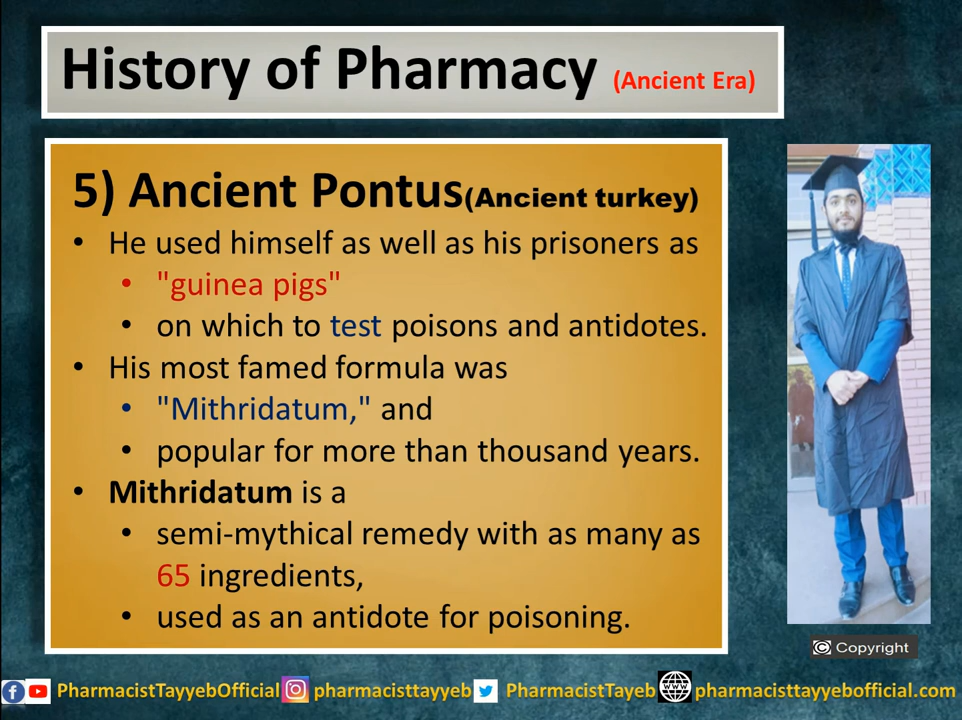 History of Pharmacy (Ancient Era)
5) Ancient Pontus(Ancient turkey)
• He used himself as well as his prisoners as
• "guinea pigs"
• on which to test poisons and antidotes.
• His most famed formula was
• "Mithridatum," and
• popular for more than thousand years.
• Mithridatum is a
• semi-mythical remedy with as many as
65 ingredients,
• used as an antidote for poisoning.
© Copyright
PharmacistTayyebOfficial pharmacisttayyeb PharmacistTayeb WWW pharmacisttayyebofficial.com